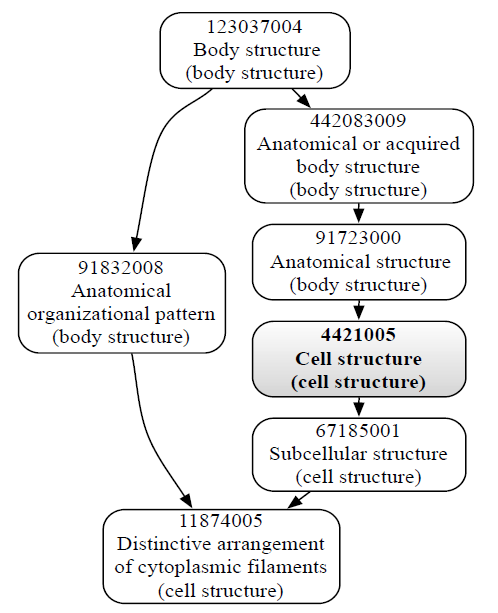 123037004
Body structure
(body structure)
442083009
Anatomical or acquired
body structure
(body structure)
91723000
Anatomical structure
(body structure)
91832008
Anatomical
organizational pattern
(body structure)
4421005
Cell structure
(cell structure)
67185001
Subcellular structure
(cell structure)
11874005
Distinctive arrangement
of cytoplasmic filaments
(cell structure)